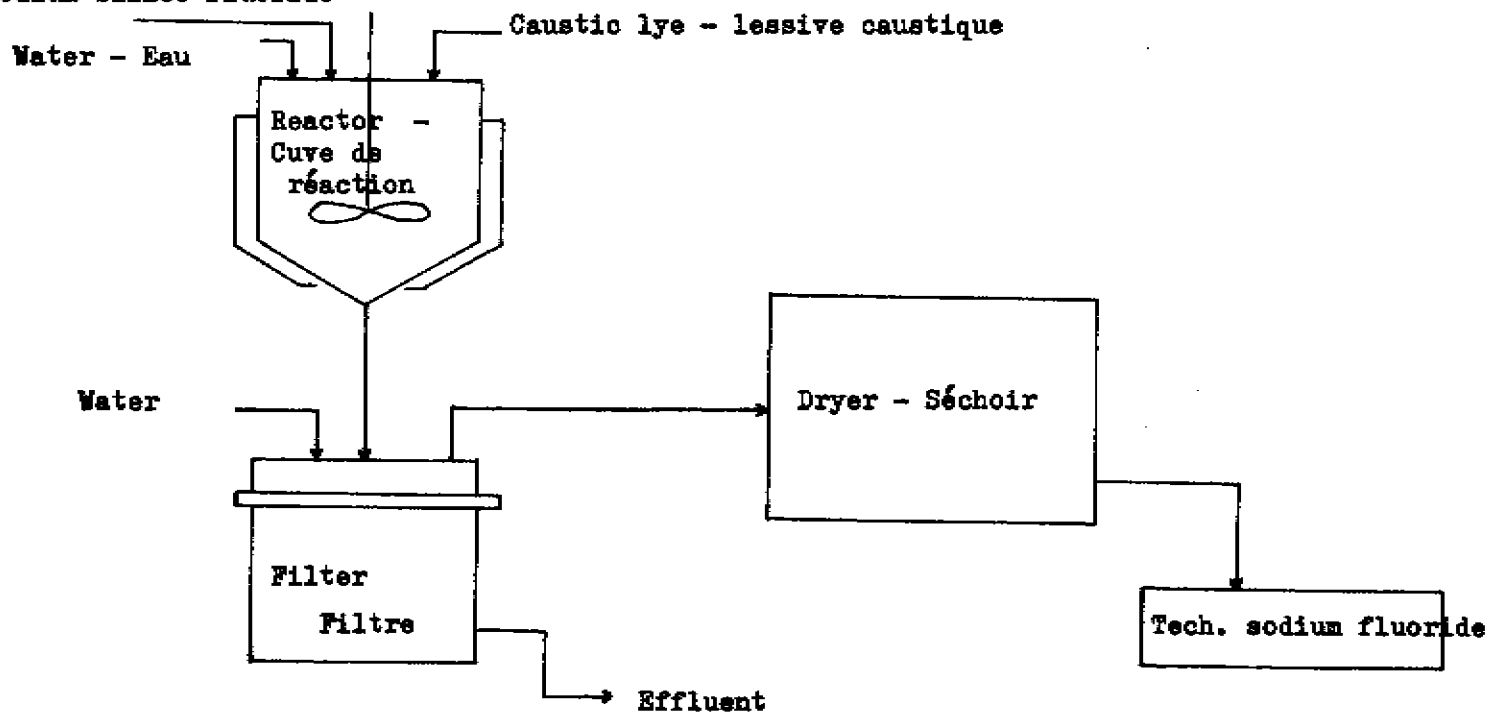 Caustic lye - lessive caustique
Water - Eau
Reactor -
Cuve de
réaction
Water
Dryer - Séchoir
Filter
Filtre
Tech. sodium fluoride
Effluent